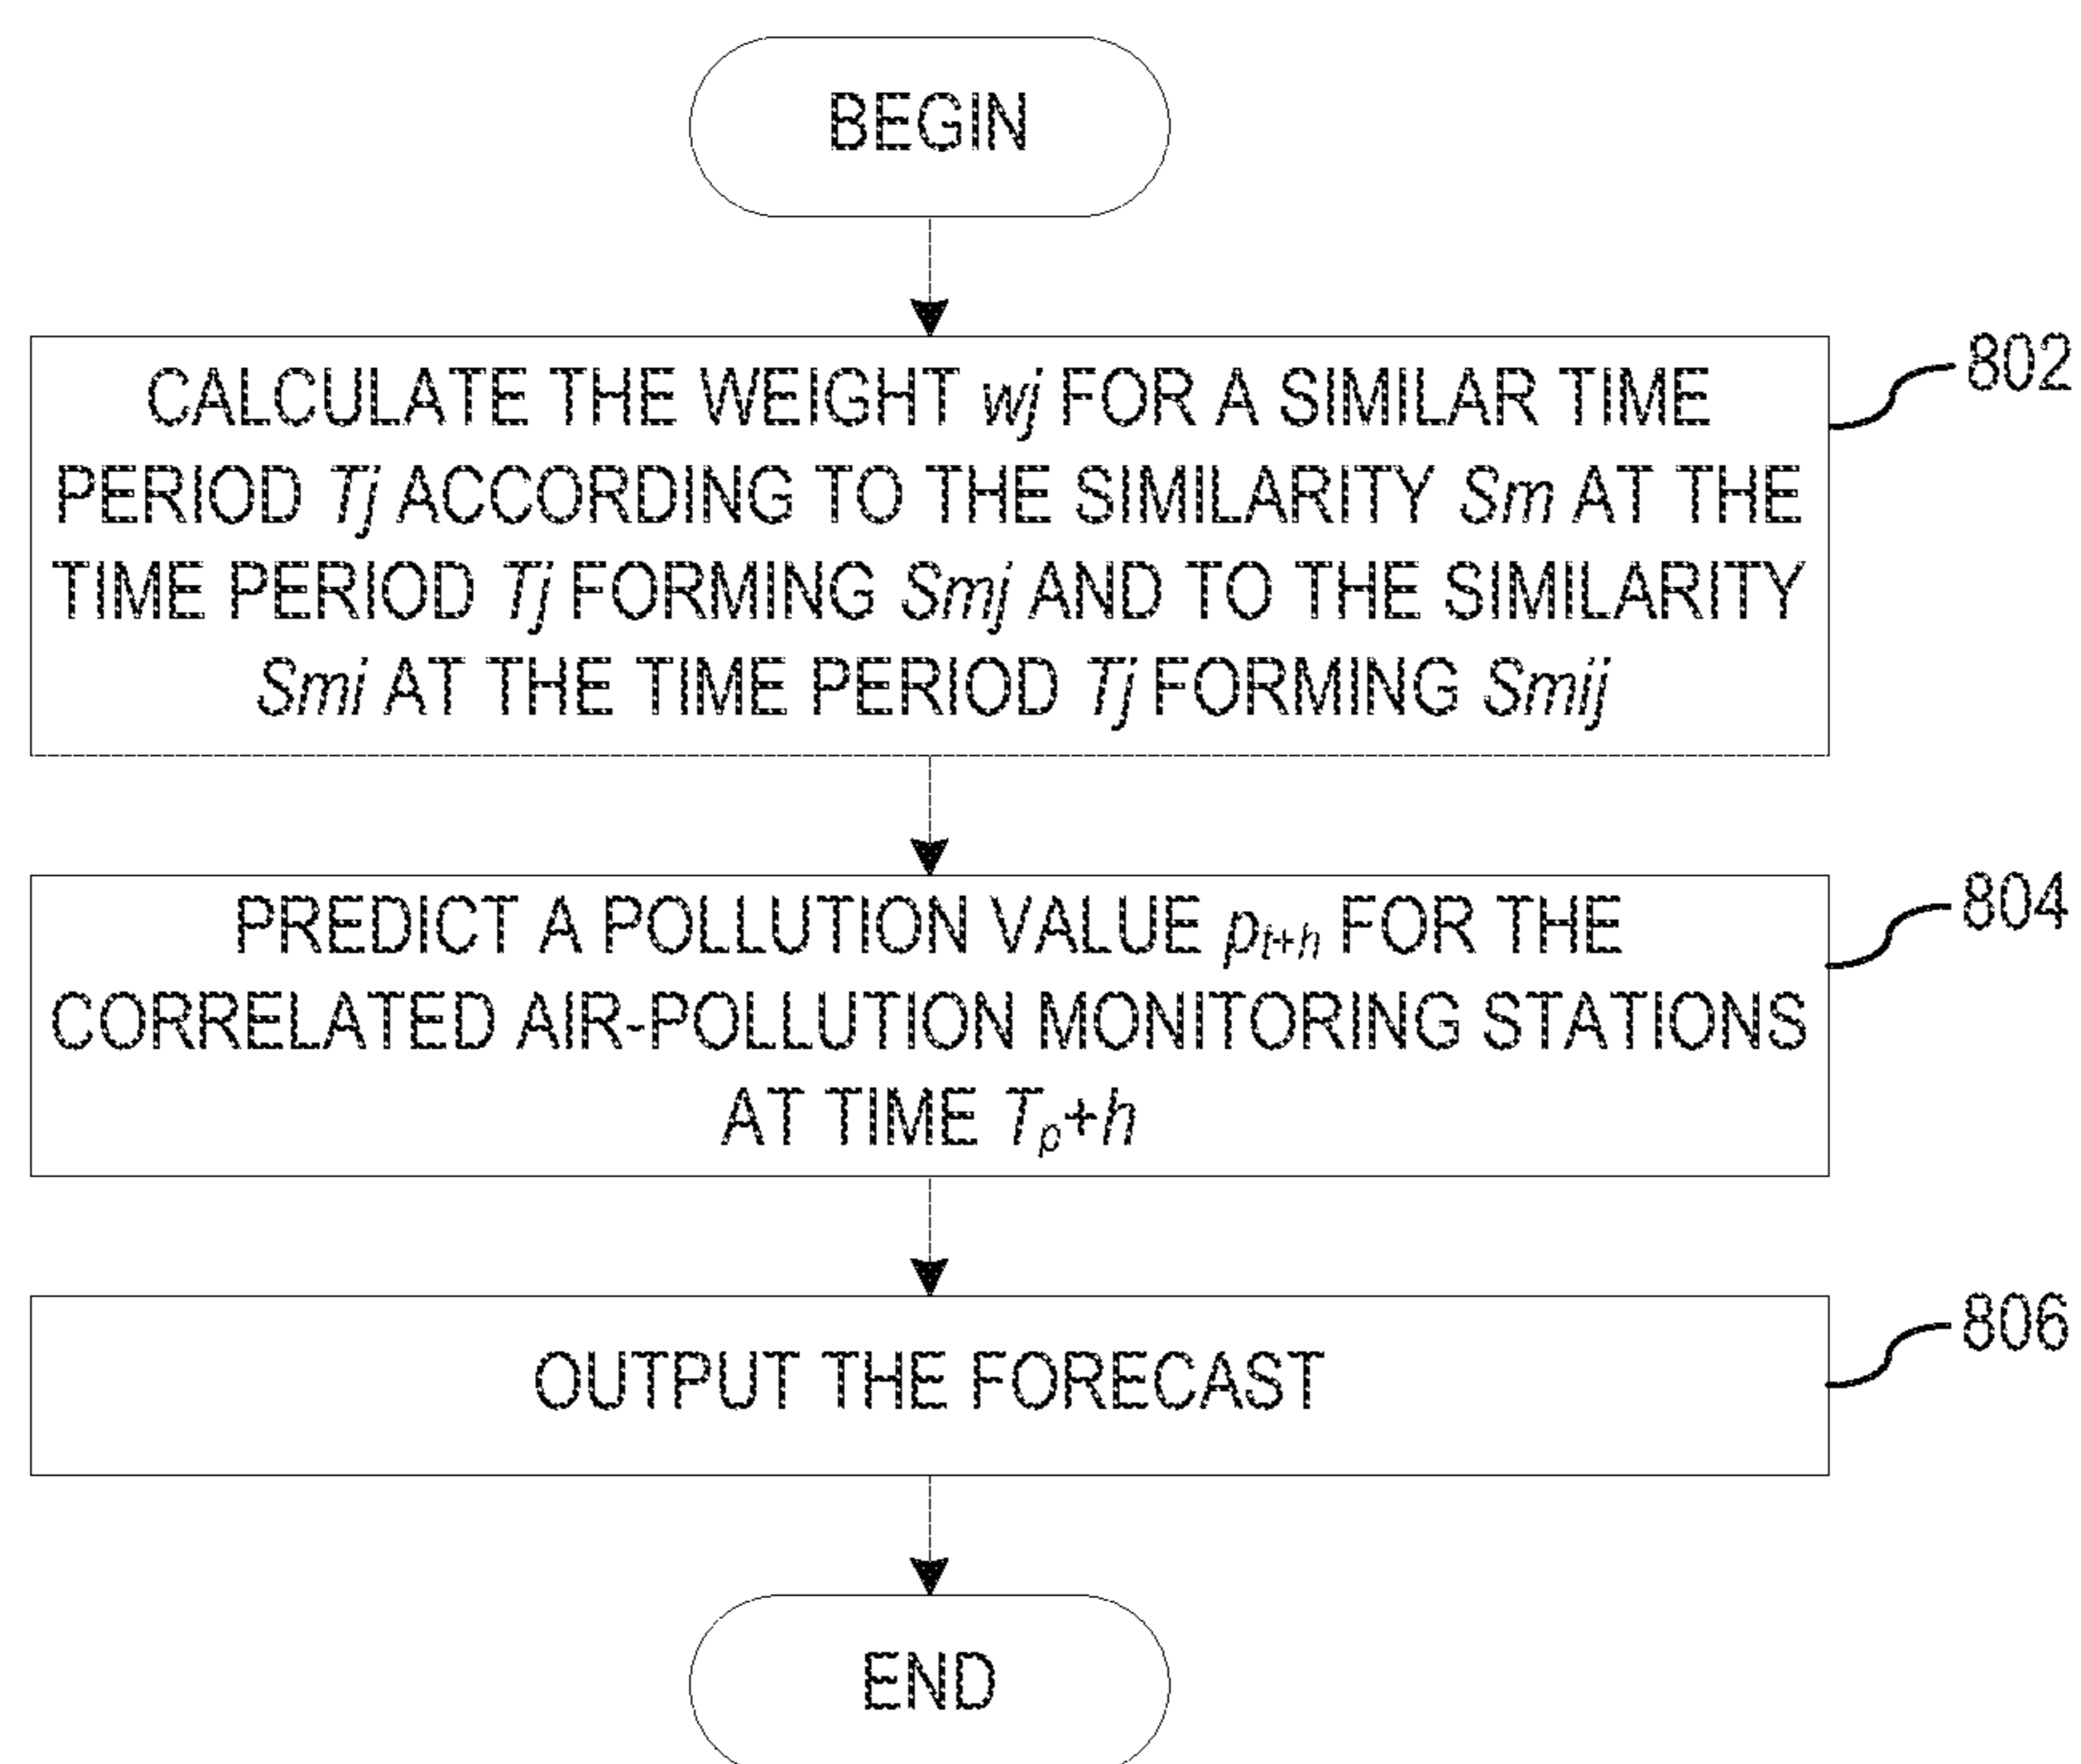 BEGIN
CALCULATE THE WEIGHT wj FOR A SIMILAR TIME
PERIOD Tj ACCORDING TO THE SIMILARITY Sm AT THE
TIME PERIOD Tj FORMING Smj AND TO THE SIMILARITY
Smi AT THE TIME PERIOD Tj FORMING Smij
802
PREDICT A POLLUTION VALUE pt+h FOR THE
CORRELATED AIR-POLLUTION MONITORING STATIONS
AT TIME Tp+h
804
OUTPUT THE FORECAST
806
END